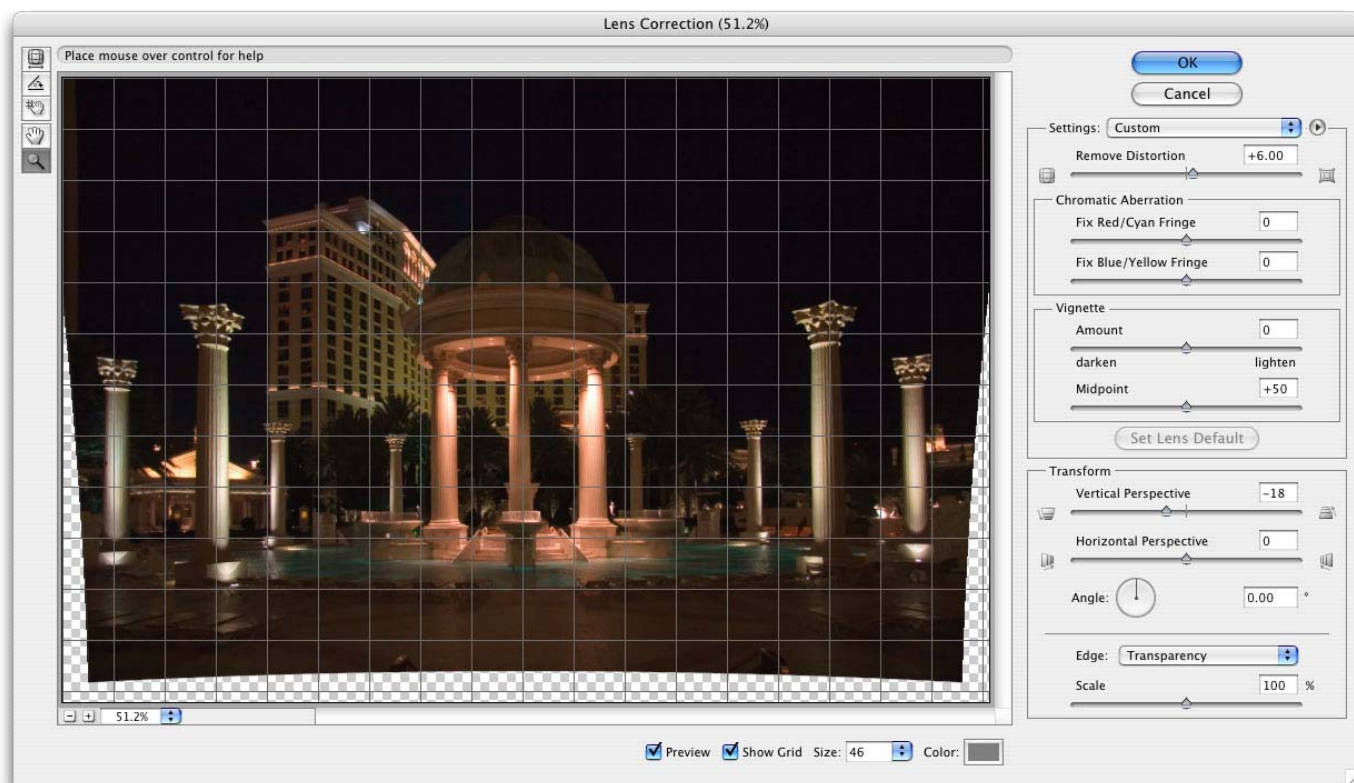 Lens Correction (51.2%)
Place mouse over control for help
OK
Cancel
Settings: Custom
Remove Distortion +6.00
Chromatic Aberration
Fix Red/Cyan Fringe 0
Fix Blue/Yellow Fringe 0
Vignette
Amount 0
darken lighten
Midpoint +50
Set Lens Default
Transform
Vertical Perspective -18
Horizontal Perspective 0
Angle: 0.00 °
Edge: Transparency
Scale 100 %
51.2%
Preview Show Grid Size: 46 Color: